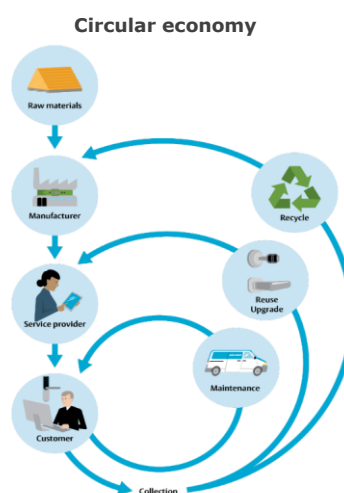 Circular economy
Raw materials
Manufacturer
Recycle
Reuse
Upgrade
Service provider
Maintenance
Customer
Collection